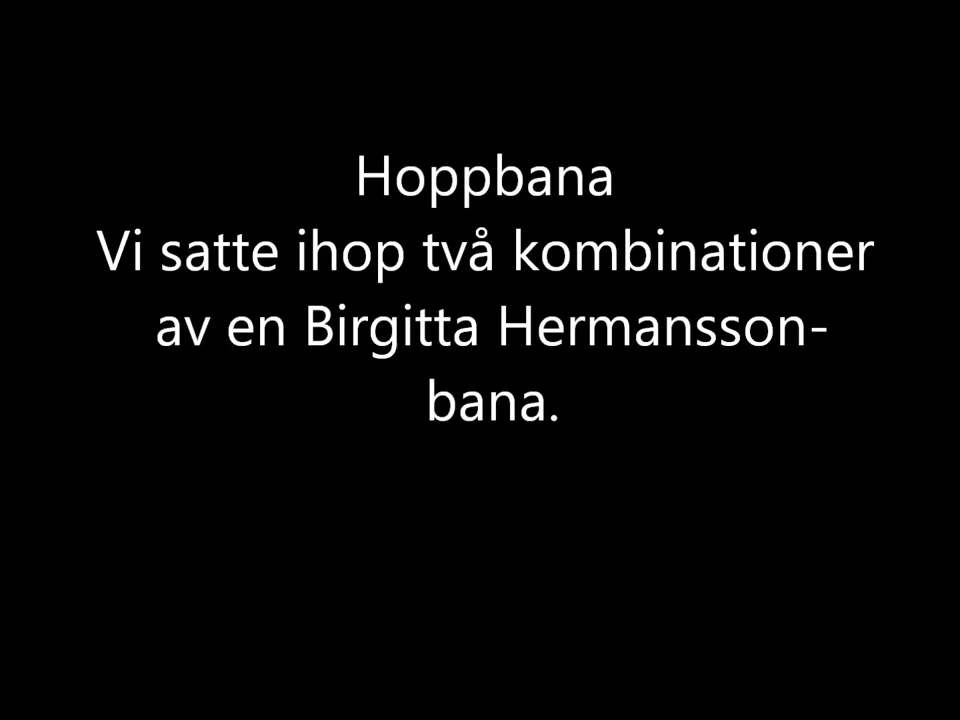 Hoppbana
Vi satte ihop två kombinationer
av en Birgitta Hermansson-
bana.